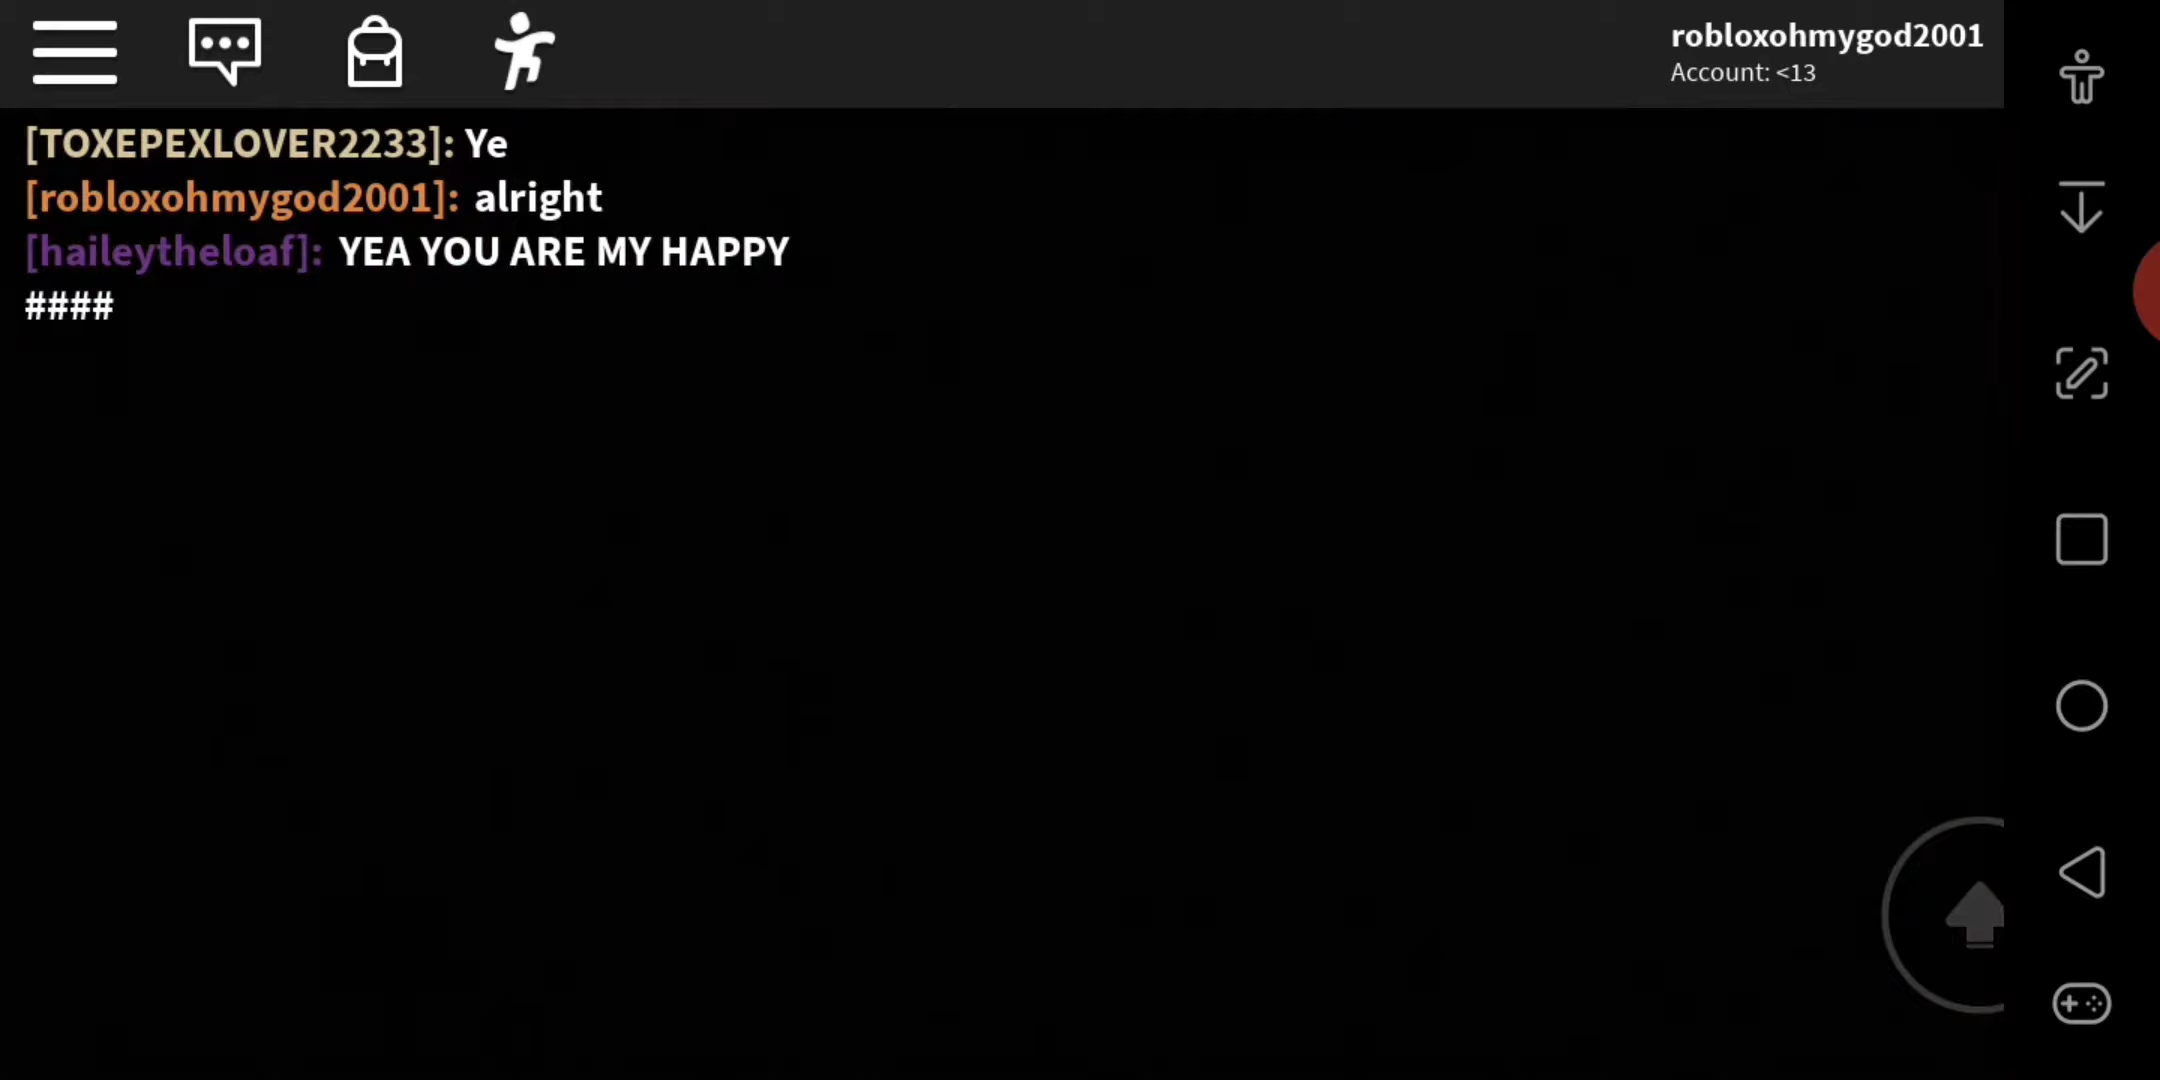 robloxohmygod2001
Account: <13
[TOXEPEXLOVER2233]: Ye
[robloxohmygod2001]: alright
[haileytheloaf]: YEA YOU ARE MY HAPPY
####